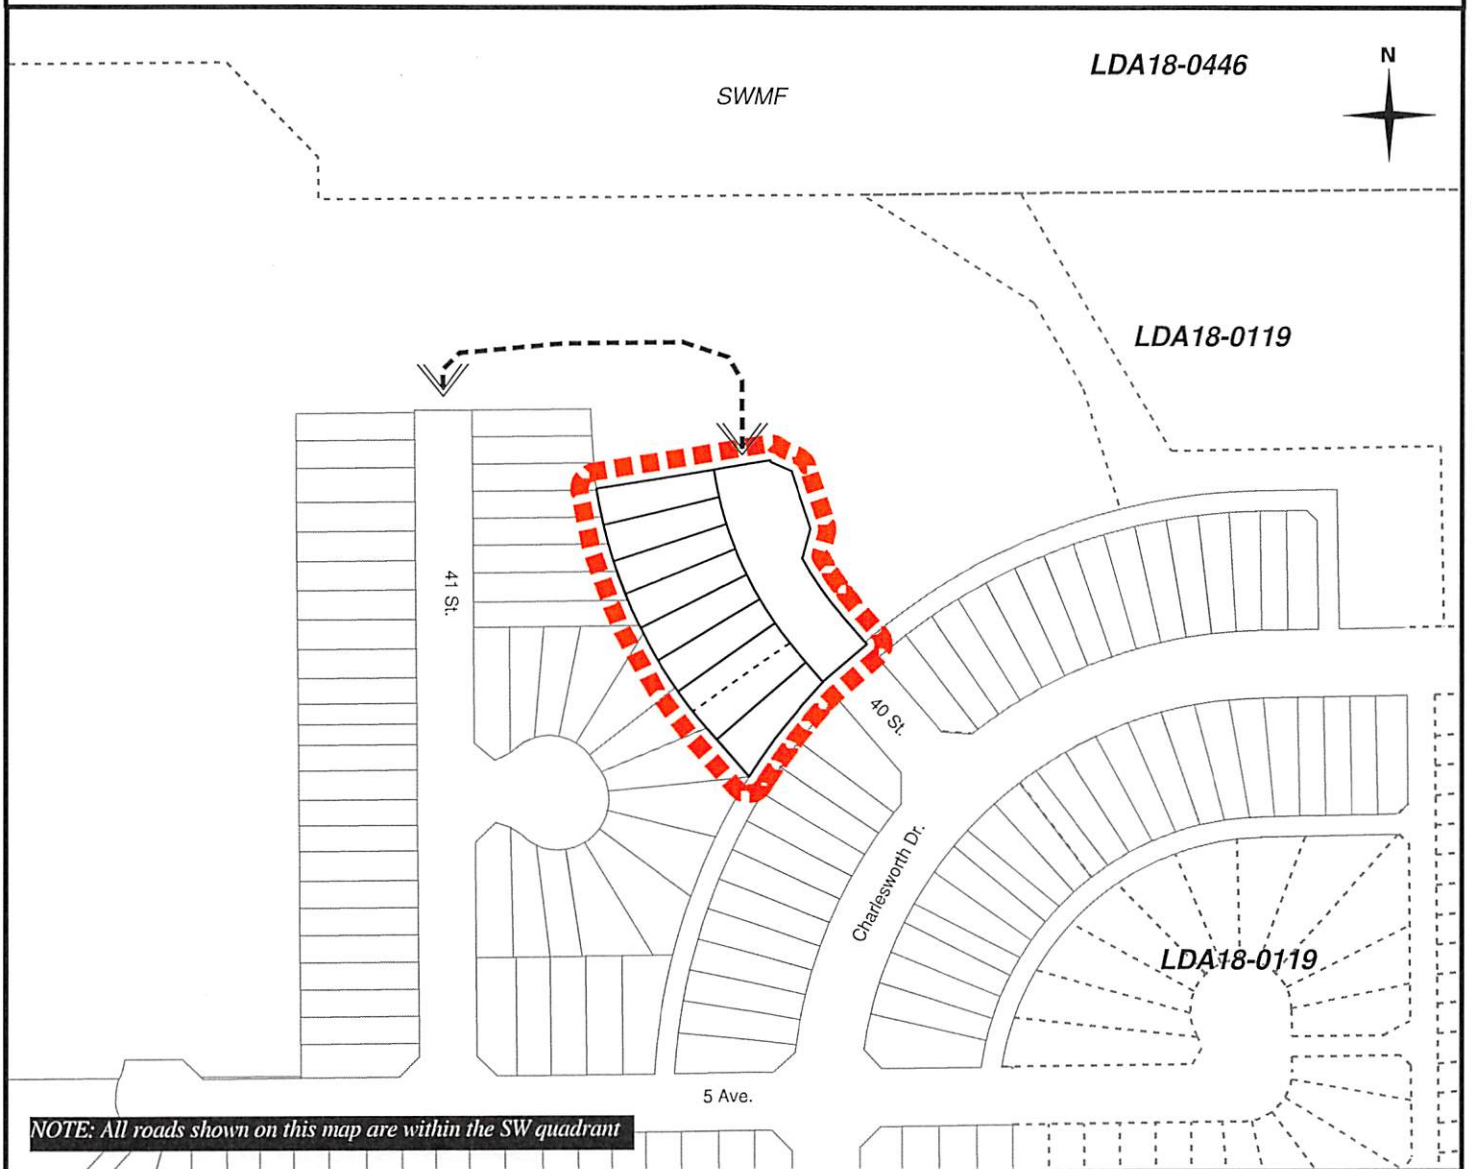 LDA18-0446
N
SWMF
LDA18-0119
41 St.
40 St.
Charlesworth Dr.
LDA18-0119
5 Ave.
NOTE: All roads shown on this map are within the SW quadrant